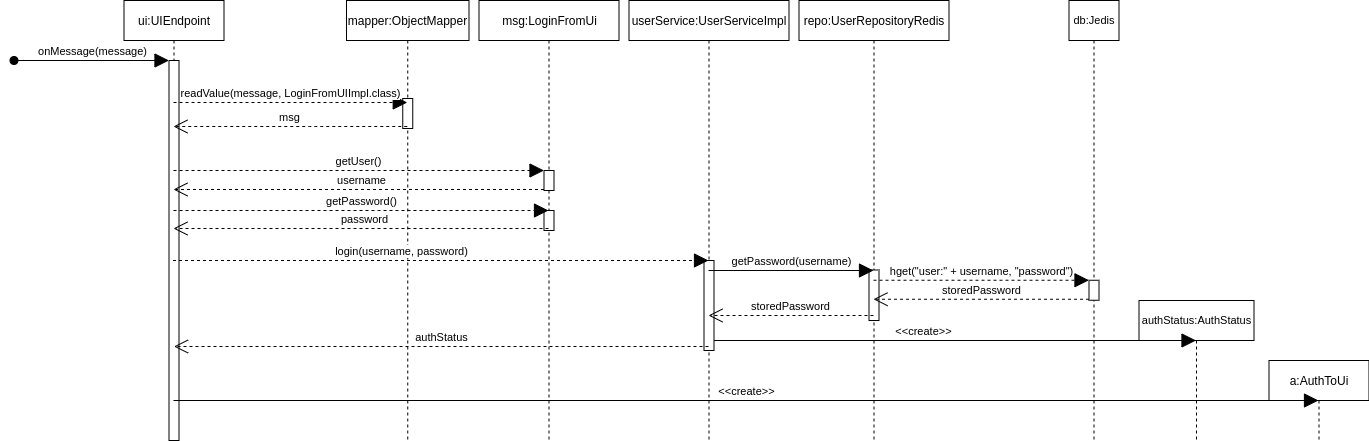 ui:UIEndpoint
mapper:ObjectMapper
msg:LoginFromUi
userService:UserServiceImpl
repo:UserRepositoryRedis
db:Jedis
onMessage(message)
readValue(message, LoginFromUIImpl.class)
msg
getUser()
username
getPassword()
password
login(username, password)
getPassword(username)
hget("user:" + username, "password")
storedPassword
storedPassword
authStatus:AuthStatus
<<create>>
authStatus
a:AuthToUi
<<create>>